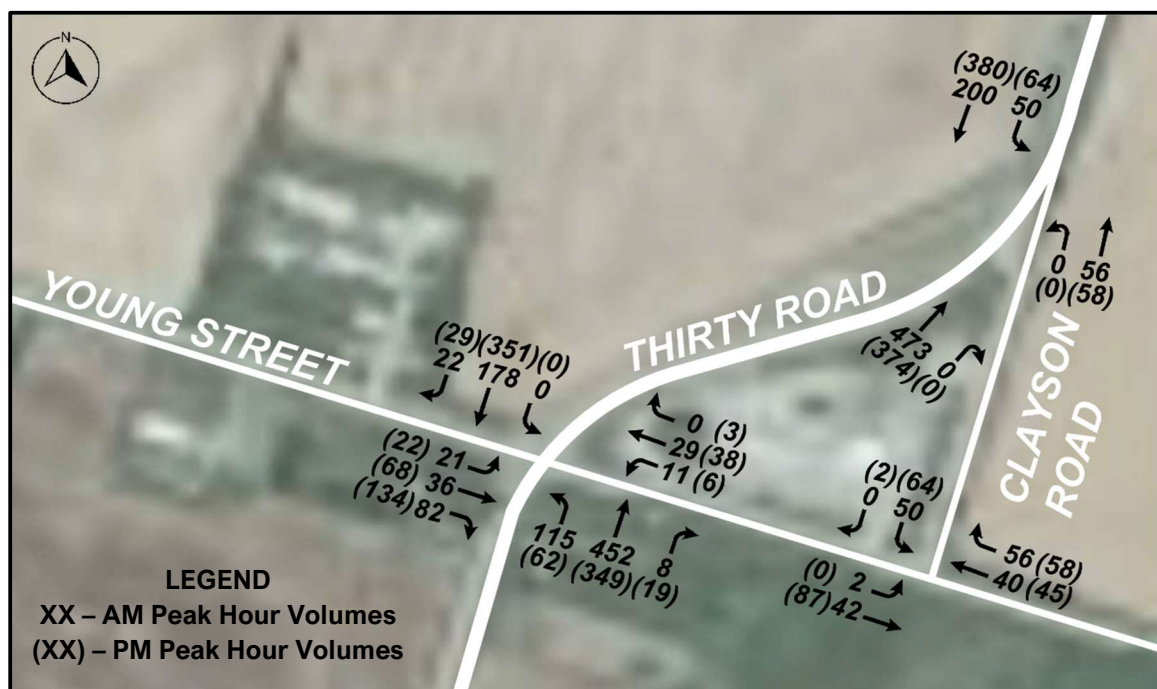 N
(380)(64)
200 50
0 56
(0)(58)
YOUNG STREET
THIRTY ROAD
CLAYSON
ROAD
473 0
(374)(0)
(29)(351)(0)
22 178 0
0 (3)
29(38)
11(6)
(22) 21
(68) 36
(134)82
115 452 8
(62) (349)(19)
(2)(64)
0 50
(0) 2
(87)42
56(58)
40(45)
LEGEND
XX – AM Peak Hour Volumes
(XX) – PM Peak Hour Volumes